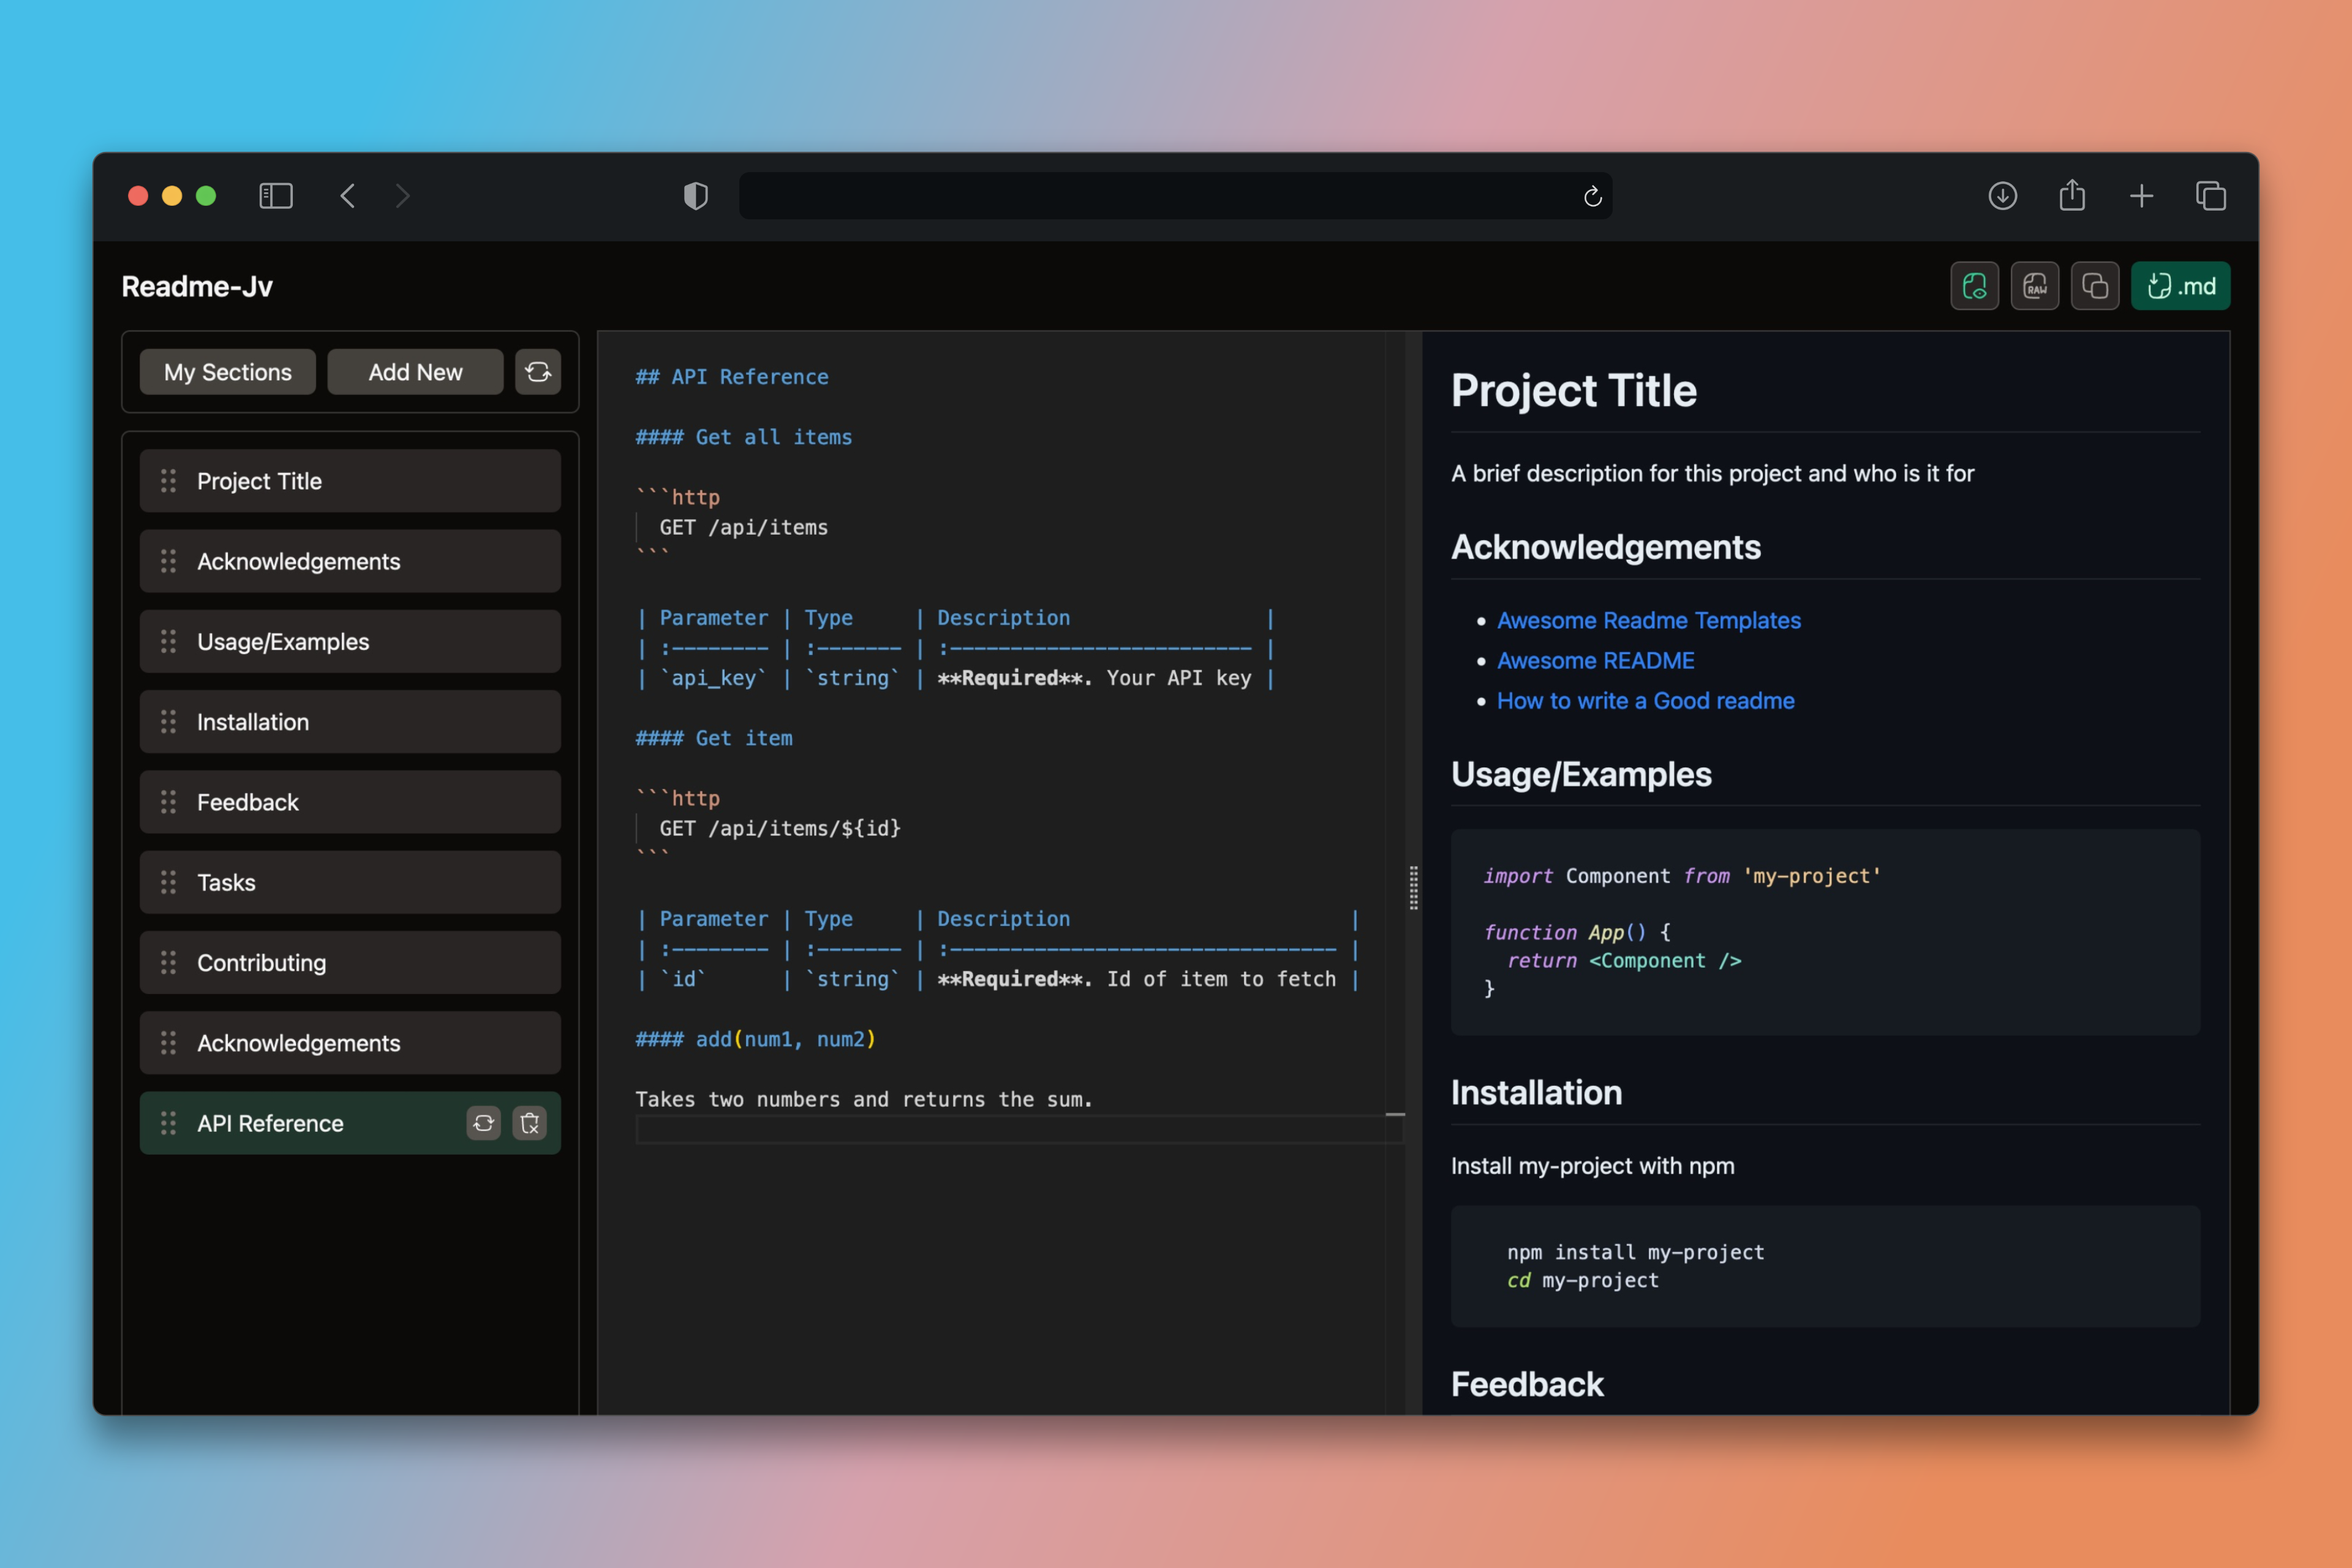 Readme-Jv
RAW
.md
My Sections
Add New
Project Title
Acknowledgements
Usage/Examples
Installation
Feedback
Tasks
Contributing
Acknowledgements
API Reference
## API Reference
#### Get all items
```http
GET /api/items
```
| Parameter | Type     | Description                |
| :-------- | :------- | :------------------------- |
| `api_key` | `string` | **Required**. Your API key |
#### Get item
```http
GET /api/items/${id}
```
| Parameter | Type     | Description                       |
| :-------- | :------- | :-------------------------------- |
| `id`      | `string` | **Required**. Id of item to fetch |
#### add(num1, num2)
Takes two numbers and returns the sum.
Project Title
A brief description for this project and who is it for
Acknowledgements
• Awesome Readme Templates
• Awesome README
• How to write a Good readme
Usage/Examples
import Component from 'my-project'
function App() {
return <Component />
}
Installation
Install my-project with npm
npm install my-project
cd my-project
Feedback